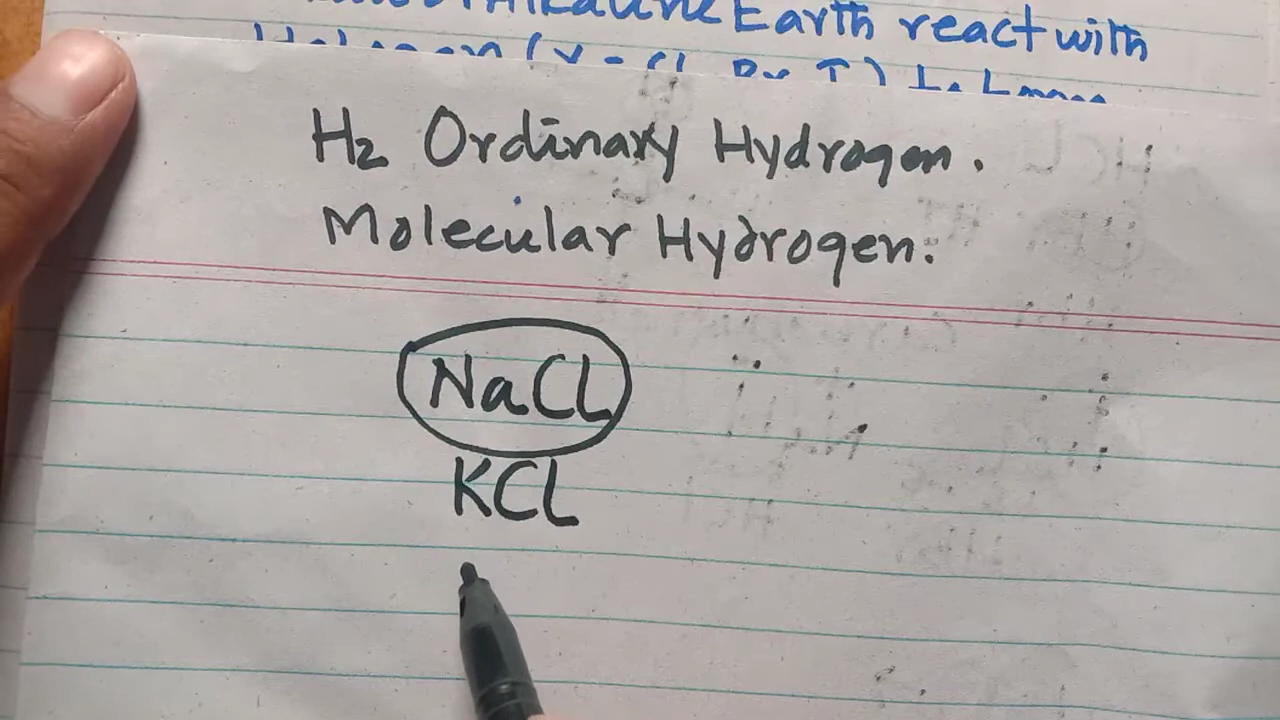 Earth react with
H2 Ordinary Hydrogen.
Molecular Hydrogen.
NaCl
KCl